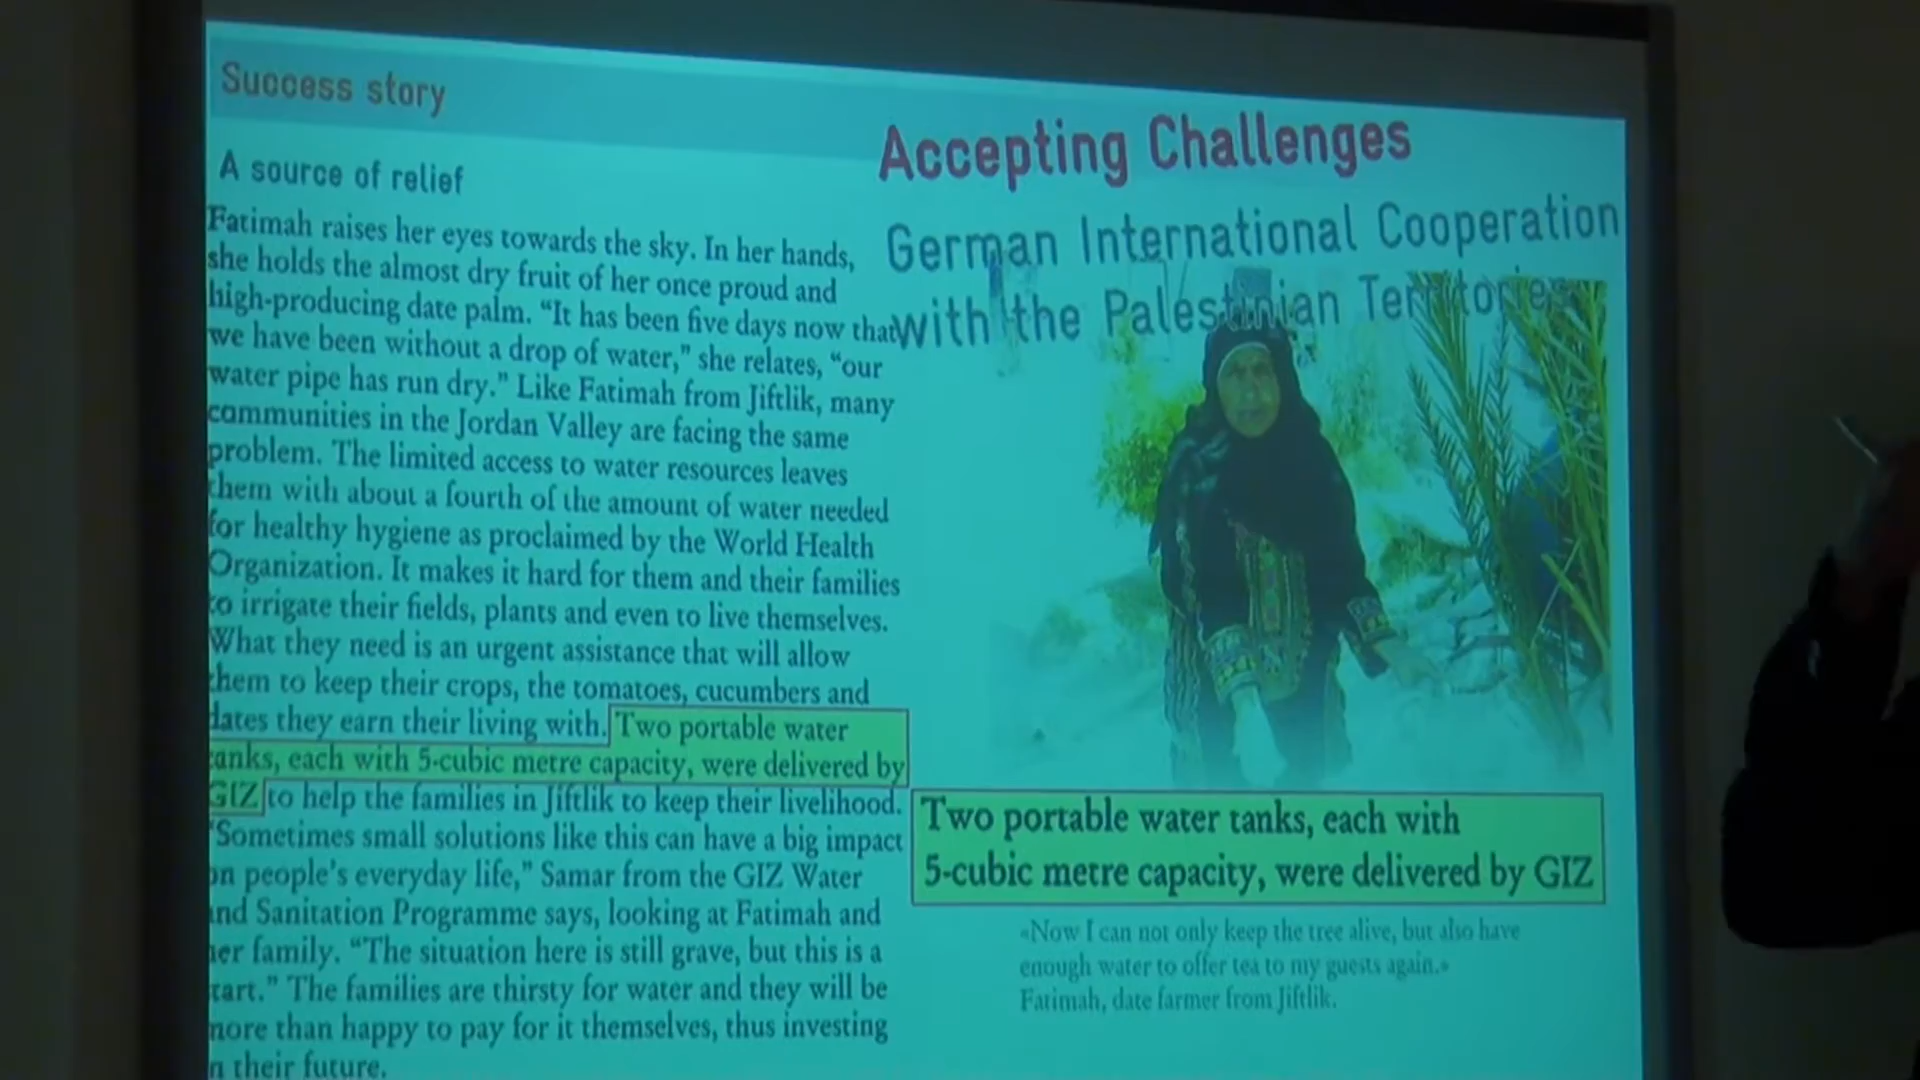 Success story
A source of relief
Fatimah raises her eyes towards the sky. In her hands,
she holds the almost dry fruit of her once proud and
high-producing date palm. “It has been five days now that
we have been without a drop of water,” she relates, “our
water pipe has run dry.” Like Fatimah from Jiftlik, many
communities in the Jordan Valley are facing the same
problem. The limited access to water resources leaves
them with about a fourth of the amount of water needed
for healthy hygiene as proclaimed by the World Health
Organization. It makes it hard for them and their families
to irrigate their fields, plants and even to live themselves.
What they need is an urgent assistance that will allow
them to keep their crops, the tomatoes, cucumbers and
dates they earn their living with. Two portable water
tanks, each with 5-cubic metre capacity, were delivered by
GIZ to help the families in Jiftlik to keep their livelihood.
“Sometimes small solutions like this can have a big impact
on people’s everyday life,” Samar from the GIZ Water
and Sanitation Programme says, looking at Fatimah and
her family. “The situation here is still grave, but this is a
start.” The families are thirsty for water and they will be
more than happy to pay for it themselves, thus investing
in their future.
Accepting Challenges
German International Cooperation
with the Palestinian Territories
Two portable water tanks, each with
5-cubic metre capacity, were delivered by GIZ
«Now I can not only keep the tree alive, but also have
enough water to offer tea to my guests again.»
Fatimah, date farmer from Jiftlik.